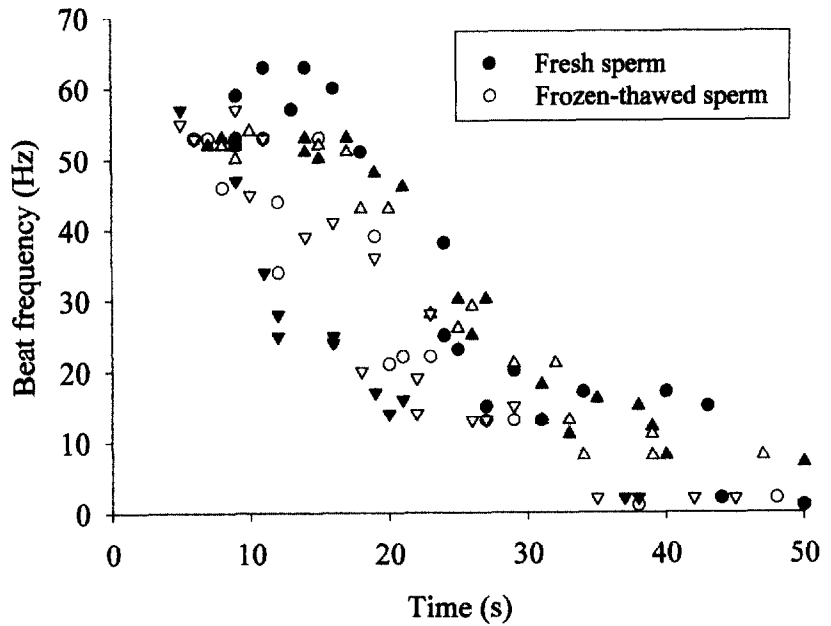 70
60
50
40
30
20
10
0
Beat frequency (Hz)
Fresh sperm
Frozen-thawed sperm
0 10 20 30 40 50
Time (s)